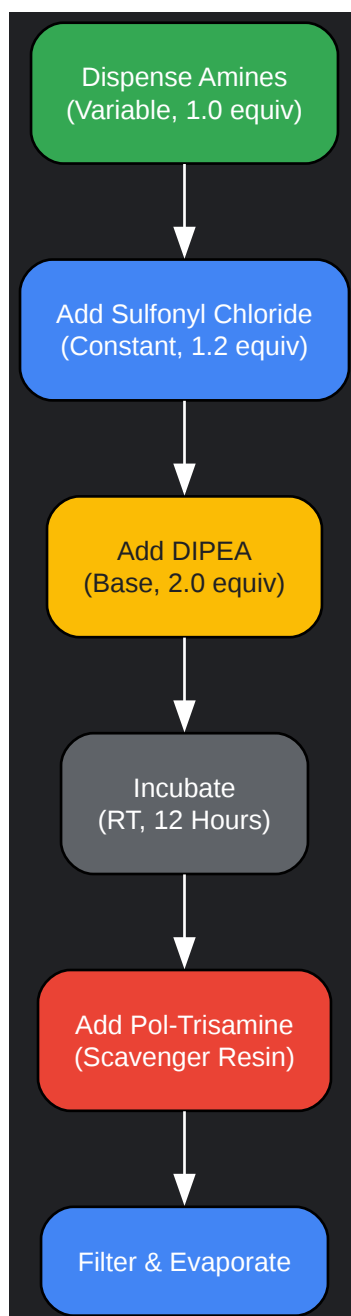 Dispense Amines
(Variable, 1.0 equiv)
Add Sulfonyl Chloride
(Constant, 1.2 equiv)
Add DIPEA
(Base, 2.0 equiv)
Incubate
(RT, 12 Hours)
Add Pol-Trisamine
(Scavenger Resin)
Filter & Evaporate